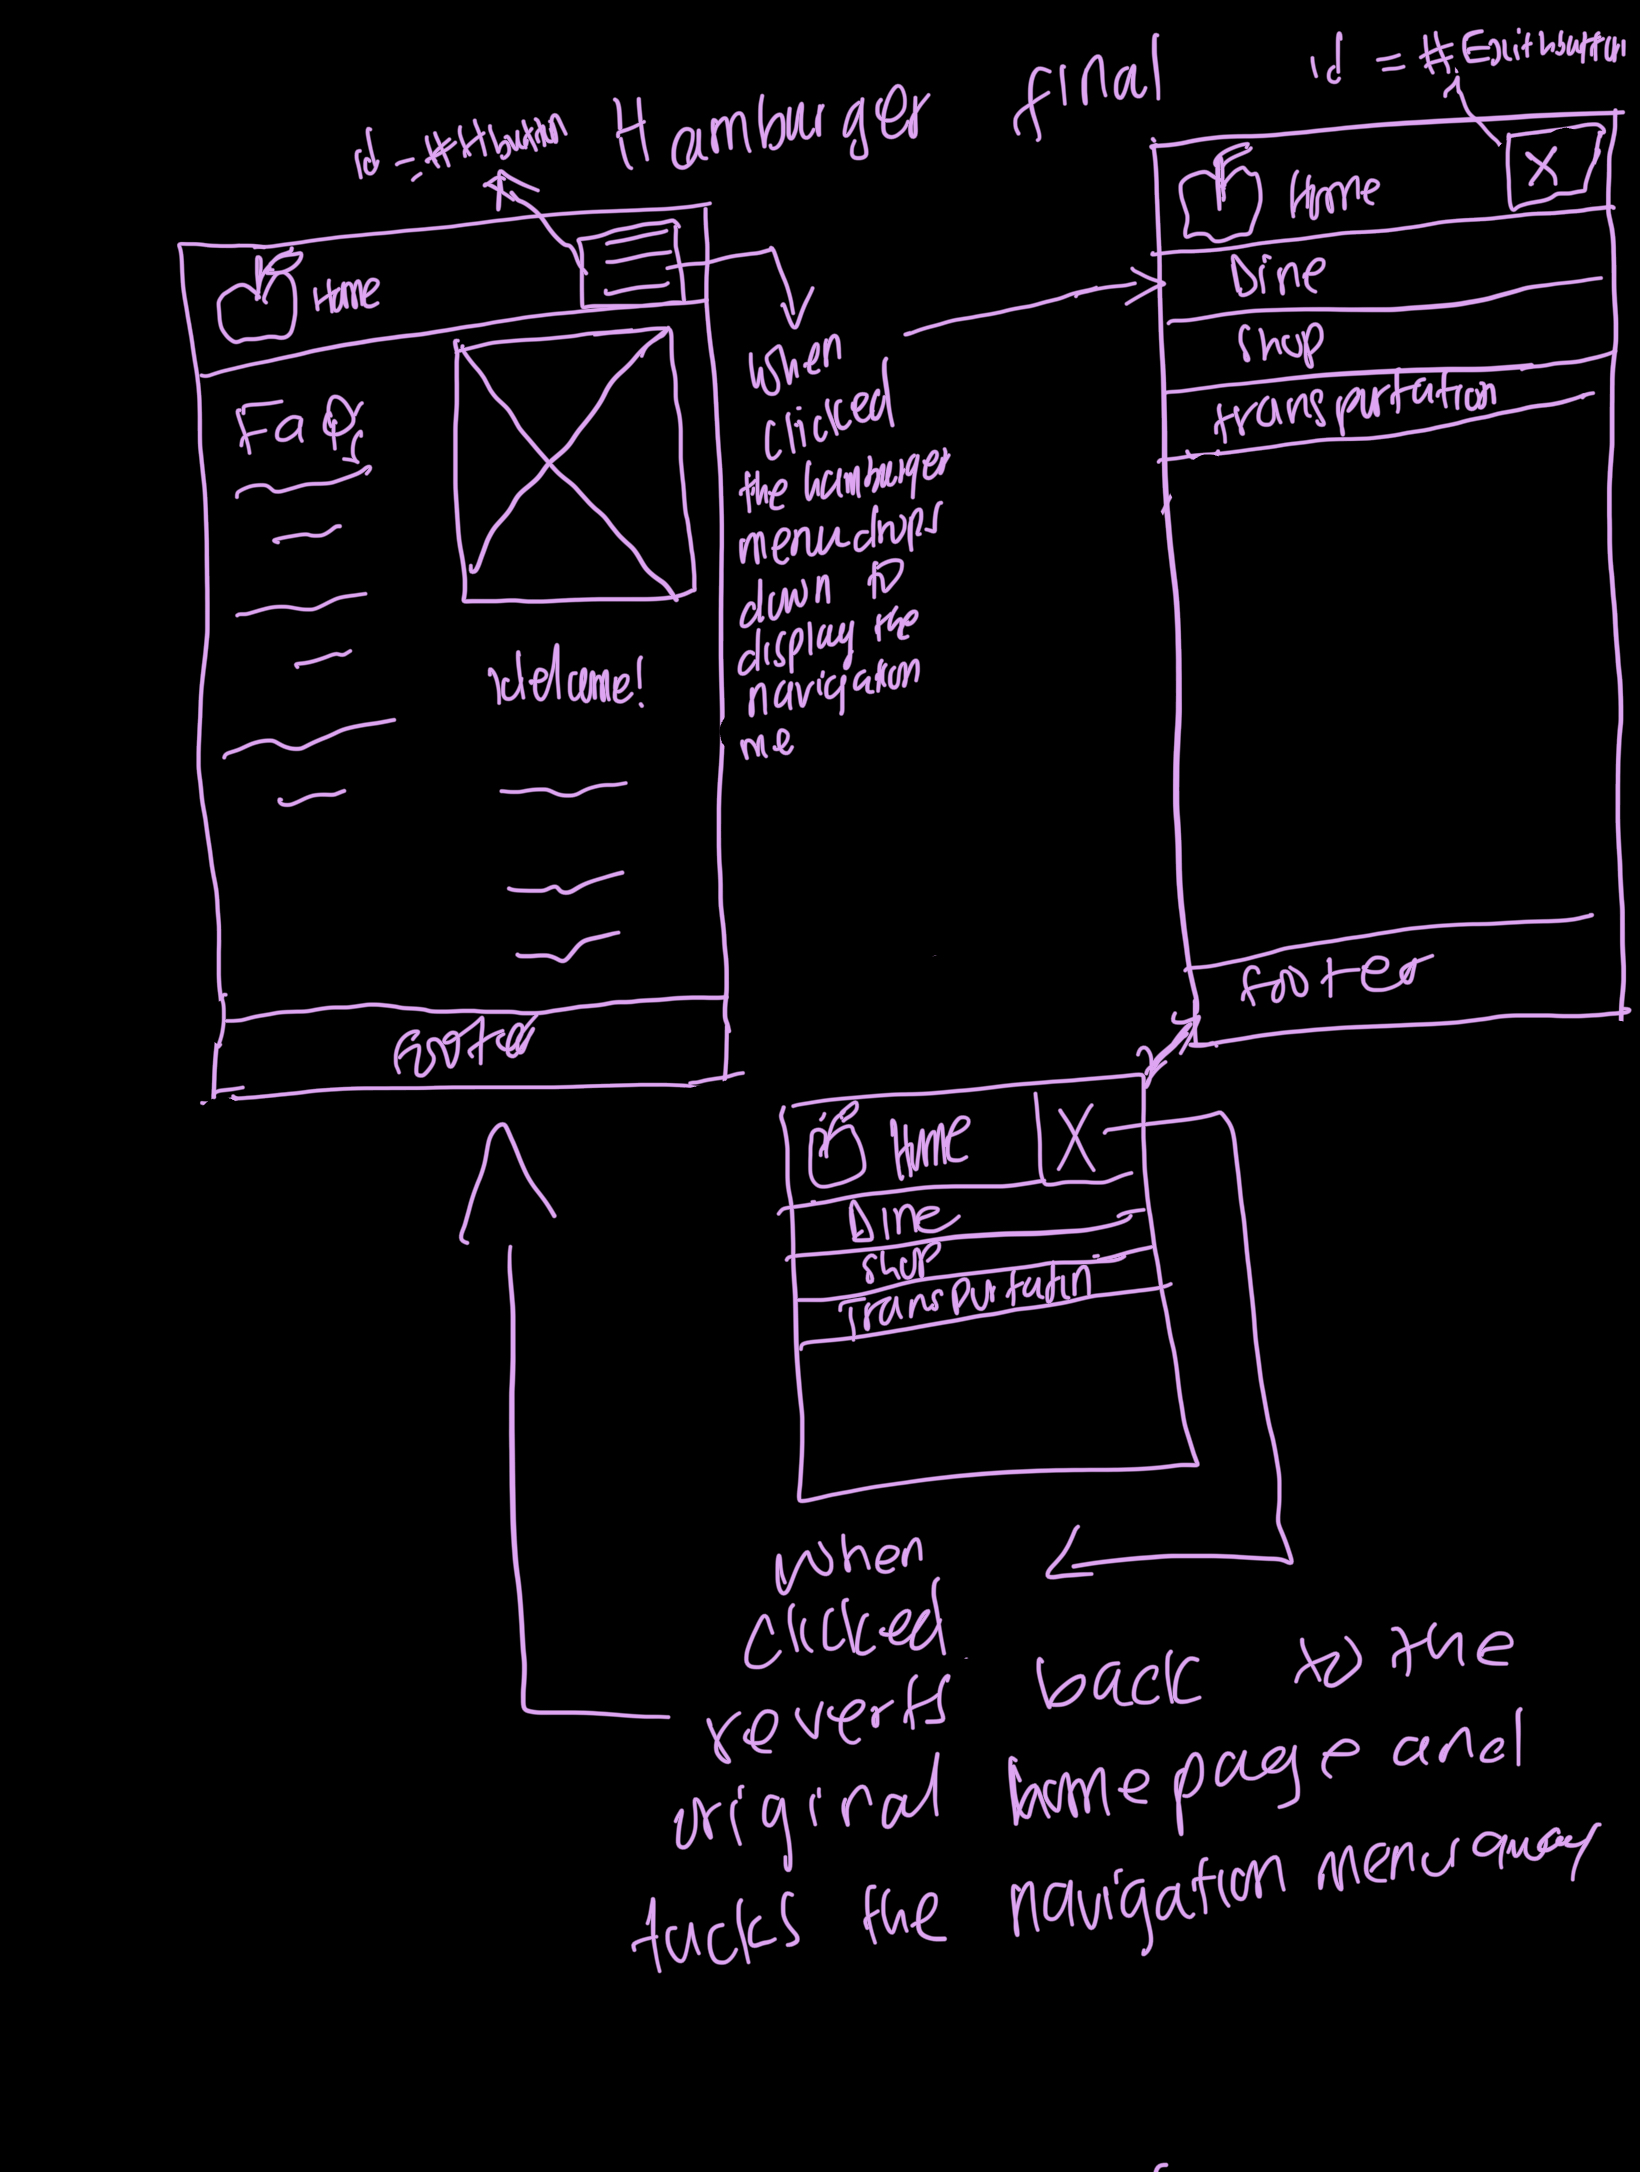 Hamburger final
id = #Hbutton
id = #Exitbutton
Home
FaQs
Welcome!
Footer
when
clicked
the hamburger
menu drops
down to
display the
navigation
me
Home
X
Dine
shop
transportation
footer
Home
X
Dine
shop
Transportatin
when
clicked
reverts back to the
original homepage and
tucks the navigation menu away